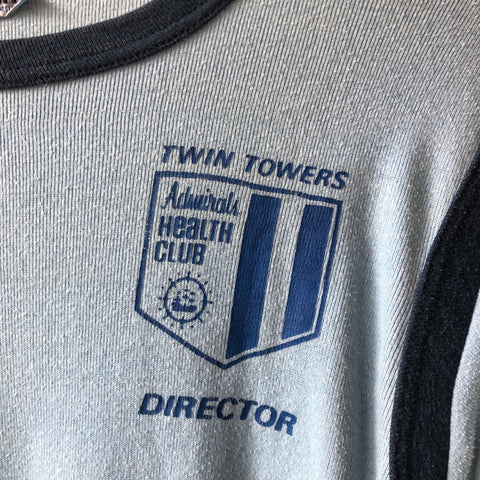 TWIN TOWERS
Admirals
HEALTH
CLUB
DIRECTOR